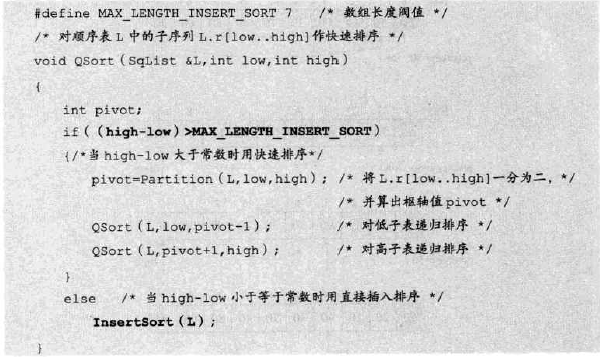 #define MAX_LENGTH_INSERT_SORT 7 /* 数组长度阀值 */
/* 对顺序表 L 中的子序列 L.r[low..high]作快速排序 */
void QSort(SqList &L,int low,int high)
{
int pivot;
if((high-low)>MAX_LENGTH_INSERT_SORT)
{/*当 high-low 大于常数时用快速排序*/
pivot=Partition(L,low,high); /* 将 L.r[low..high]一分为二, */
/* 并算出枢轴值 pivot */
QSort(L,low,pivot-1); /* 对低子表递归排序 */
QSort(L,pivot+1,high); /* 对高子表递归排序 */
}
else /* 当 high-low 小于等于常数时用直接插入排序 */
InsertSort(L);
}